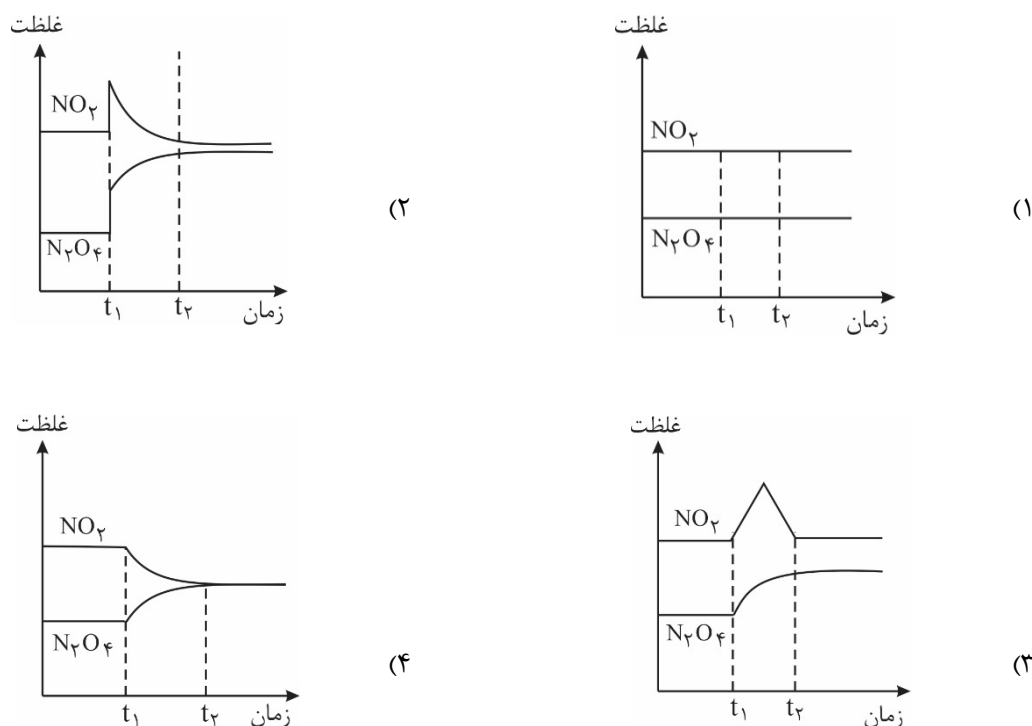 غلظت
NO۲
N۲O۴
t۱ t۲
زمان
۱)
غلظت
NO۲
N۲O۴
t۱ t۲
زمان
۲)
غلظت
NO۲
N۲O۴
t۱ t۲
زمان
۳)
غلظت
NO۲
N۲O۴
t۱ t۲
زمان
۴)